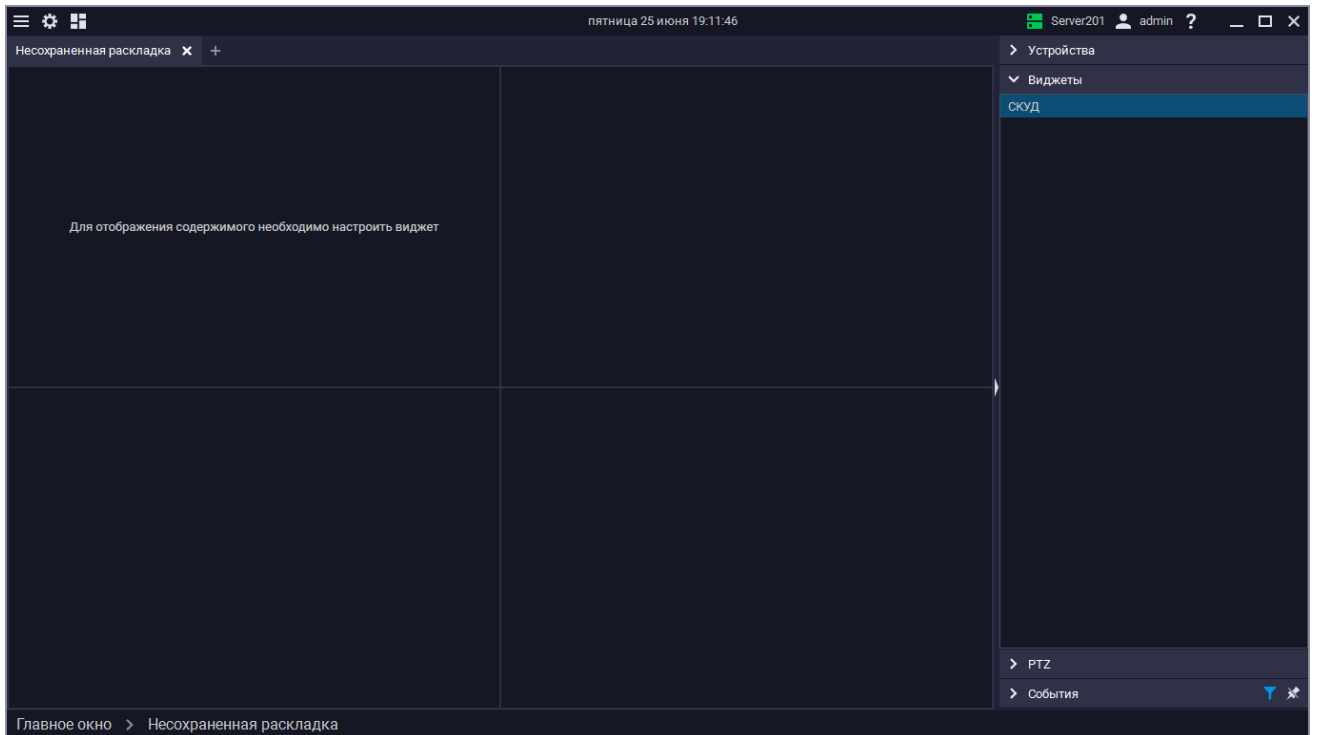 пятница 25 июня 19:11:46
Server201 admin ?
Несохраненная раскладка
Устройства
Виджеты
СКУД
Для отображения содержимого необходимо настроить виджет
PTZ
События
Главное окно > Несохраненная раскладка